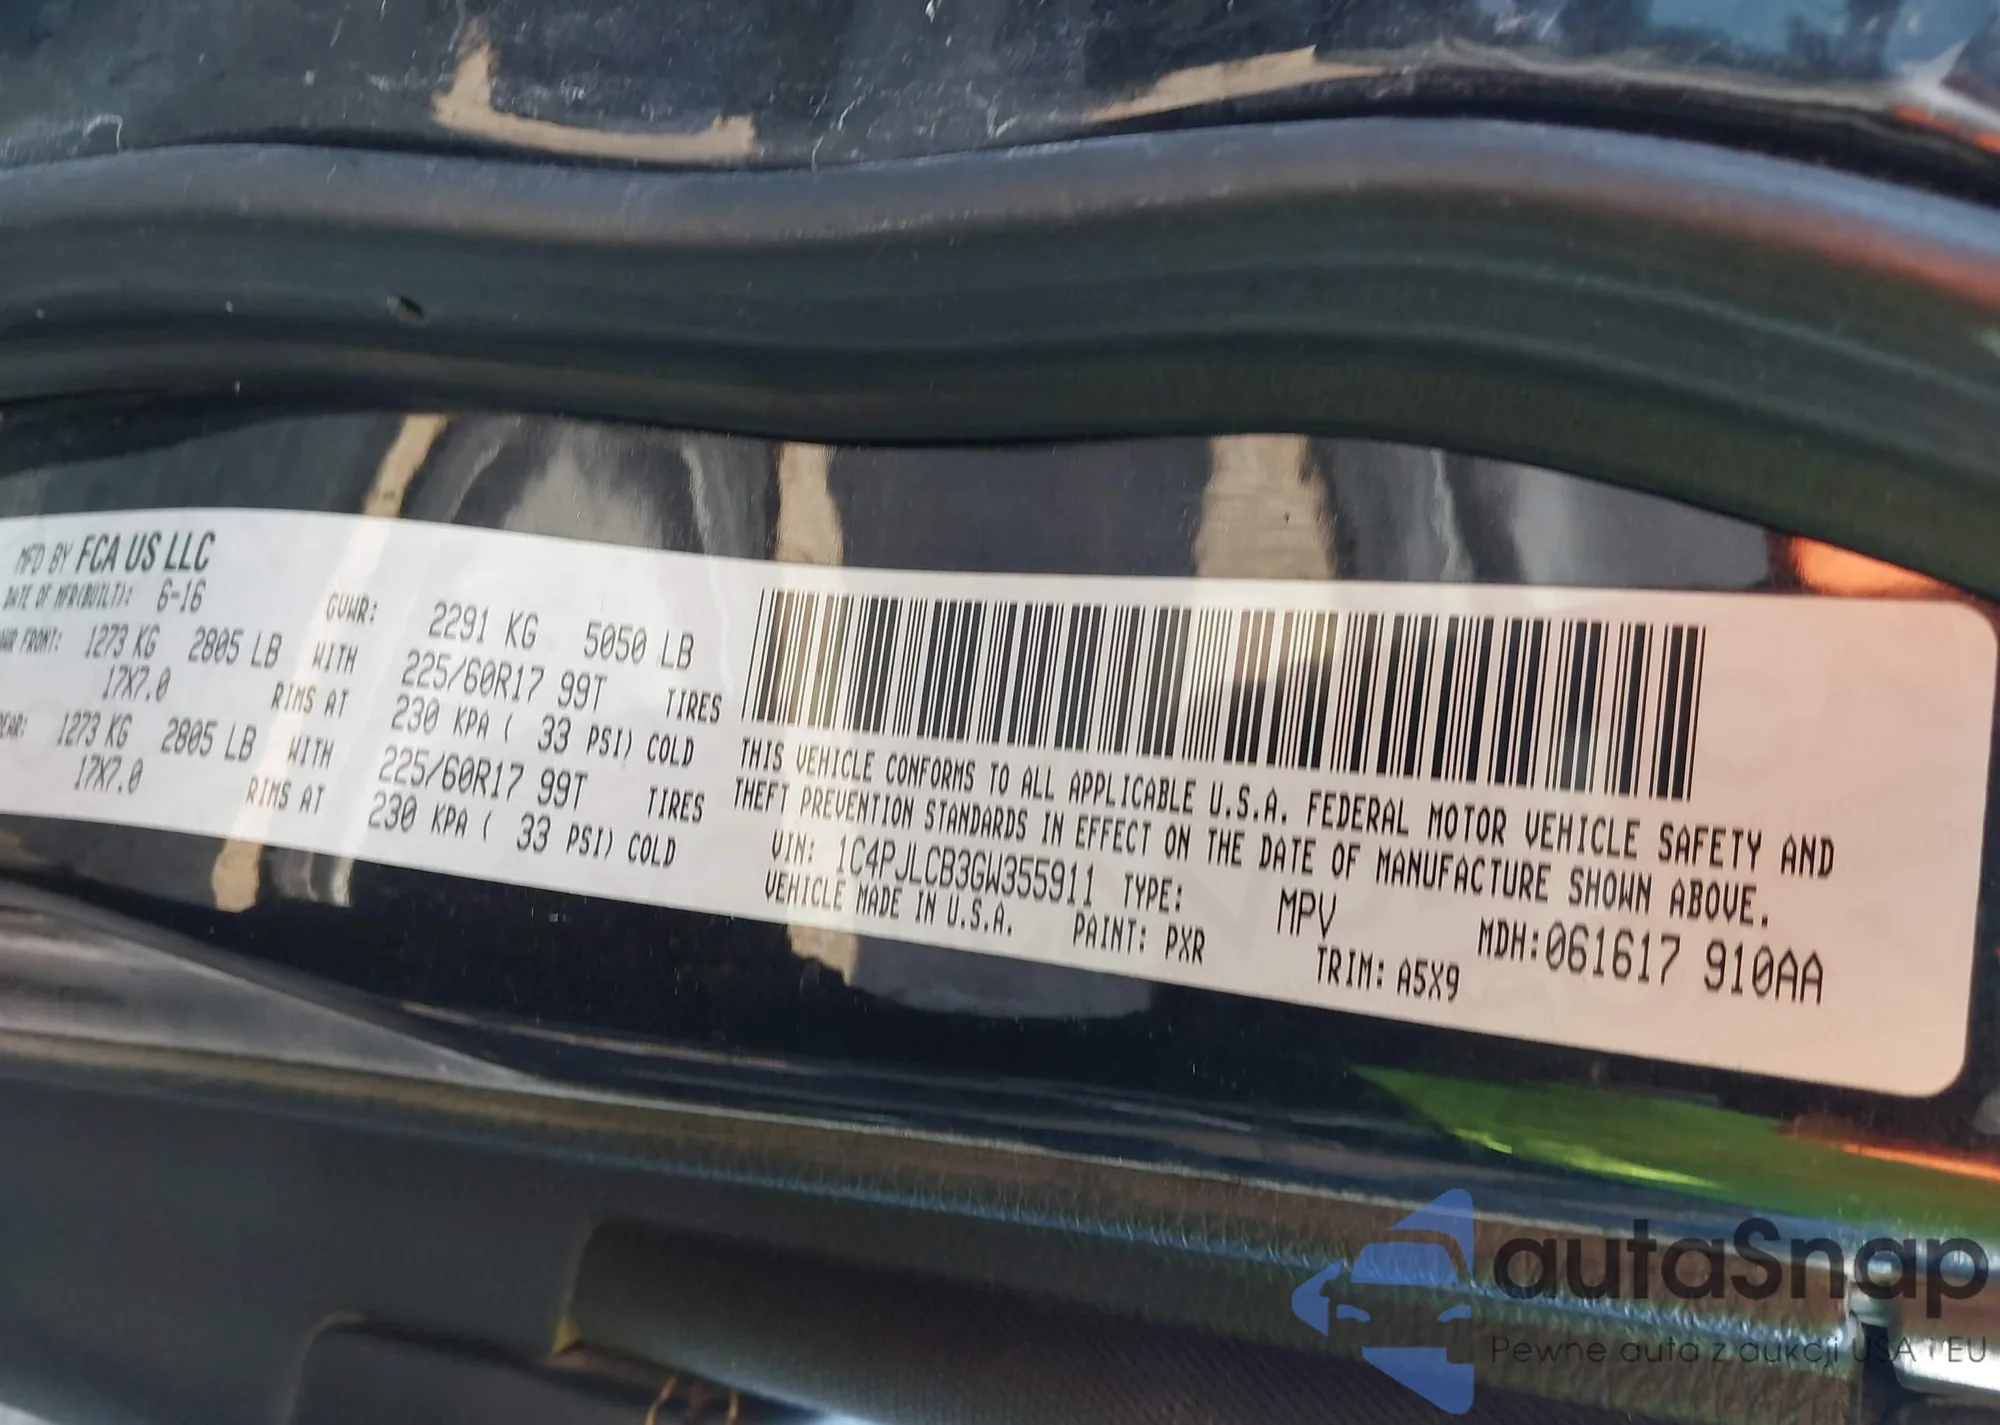 MFD BY FCA US LLC
DATE OF MFR(BUILT): 6-16 GVWR: 2291 KG 5050 LB
FRONT: 1273 KG 2805 LB WITH 225/60R17 99T TIRES
17X7.0 RIMS AT 230 KPA ( 33 PSI) COLD
1273 KG 2805 LB WITH 225/60R17 99T TIRES
17X7.0 RIMS AT 230 KPA ( 33 PSI) COLD
THIS VEHICLE CONFORMS TO ALL APPLICABLE U.S.A. FEDERAL MOTOR VEHICLE SAFETY AND
THEFT PREVENTION STANDARDS IN EFFECT ON THE DATE OF MANUFACTURE SHOWN ABOVE.
VIN: 1C4PJLCB3GW355911 TYPE: MPV MDH:061617 910AA
VEHICLE MADE IN U.S.A. PAINT: PXR TRIM: A5X9
autaSnap
Pewne auta z aukcji USA i EU